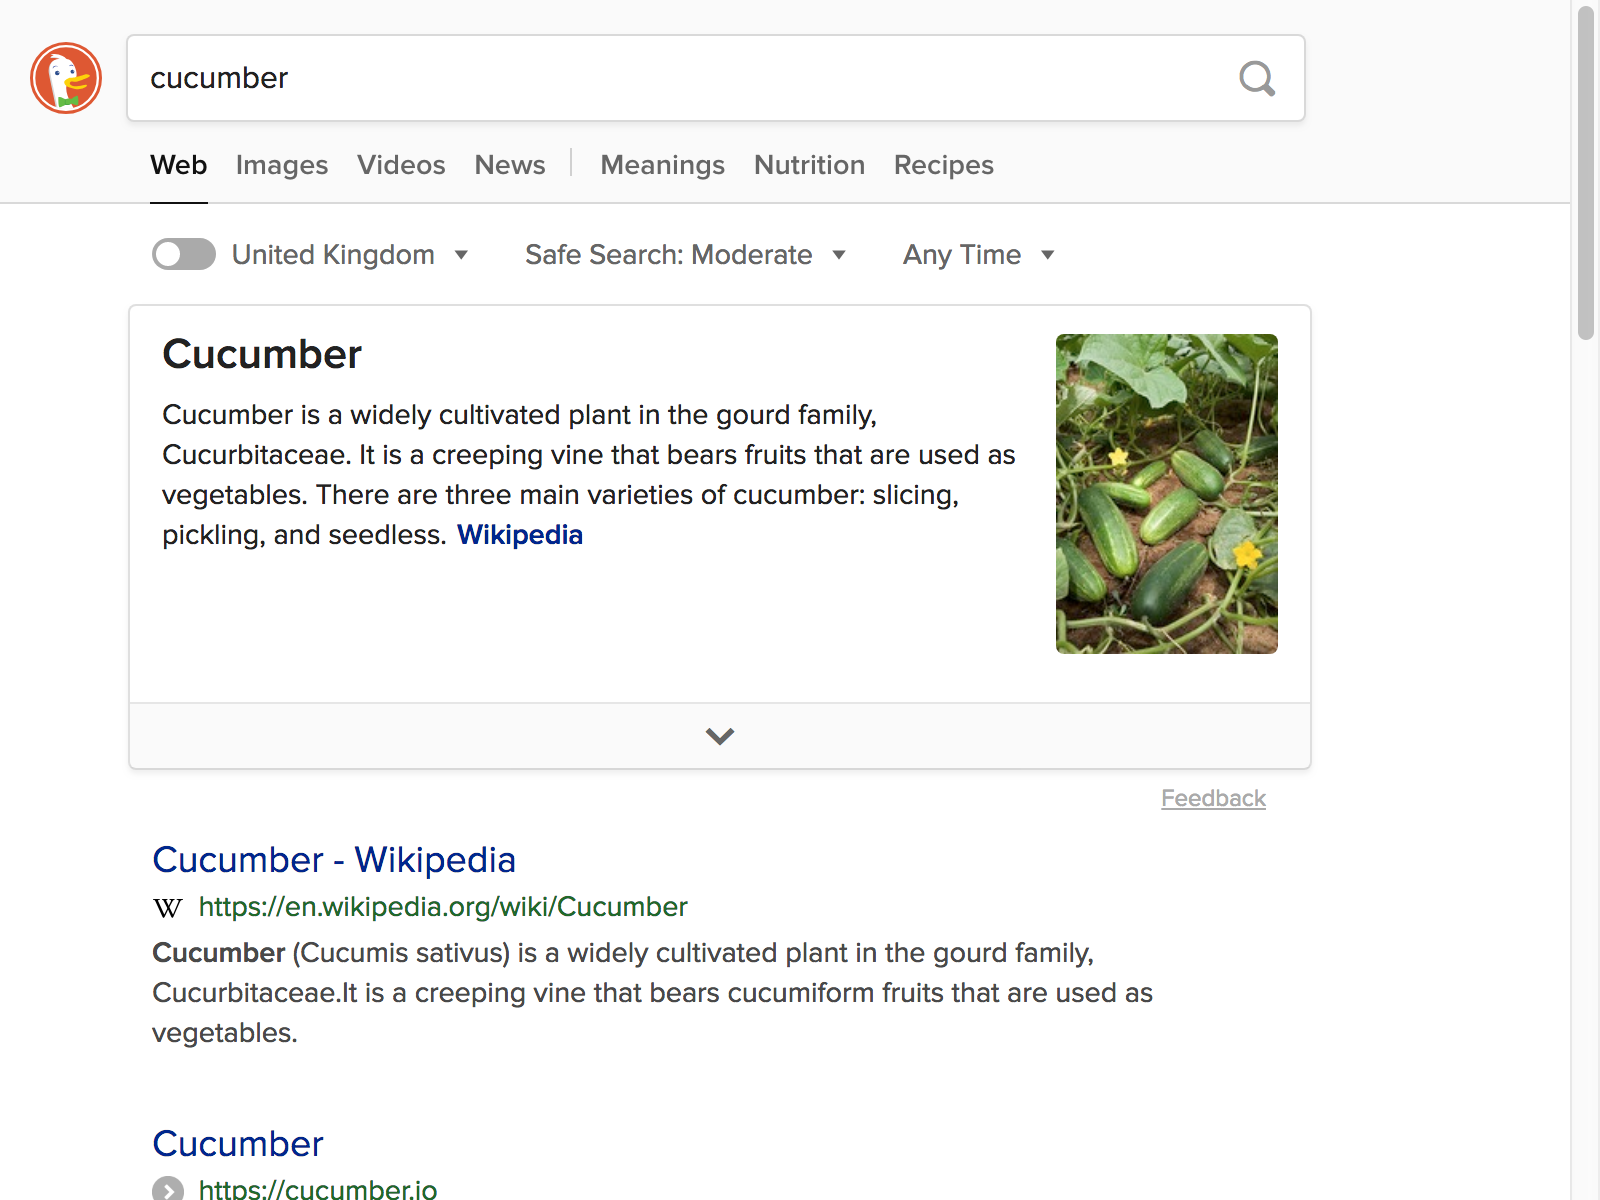 cucumber
Web Images Videos News Meanings Nutrition Recipes
United Kingdom Safe Search: Moderate Any Time
Cucumber
Cucumber is a widely cultivated plant in the gourd family,
Cucurbitaceae. It is a creeping vine that bears fruits that are used as
vegetables. There are three main varieties of cucumber: slicing,
pickling, and seedless. Wikipedia
Feedback
Cucumber - Wikipedia
W https://en.wikipedia.org/wiki/Cucumber
Cucumber (Cucumis sativus) is a widely cultivated plant in the gourd family,
Cucurbitaceae.It is a creeping vine that bears cucumiform fruits that are used as
vegetables.
Cucumber
https://cucumber.io